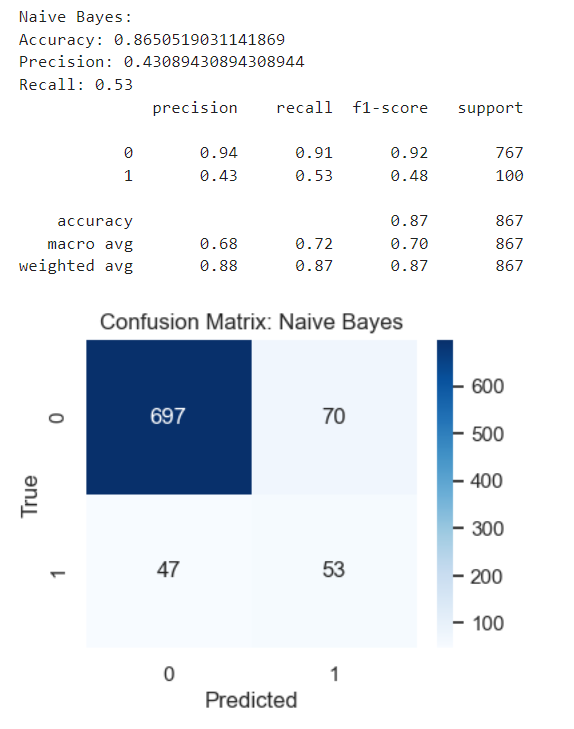 Naive Bayes:
Accuracy: 0.8650519031141869
Precision: 0.43089430894308944
Recall: 0.53
precision recall f1-score support
0 0.94 0.91 0.92 767
1 0.43 0.53 0.48 100
accuracy 0.87 867
macro avg 0.68 0.72 0.70 867
weighted avg 0.88 0.87 0.87 867
Confusion Matrix: Naive Bayes
600
0 697 70
500
400
True
300
1 47 53
200
100
0 1
Predicted